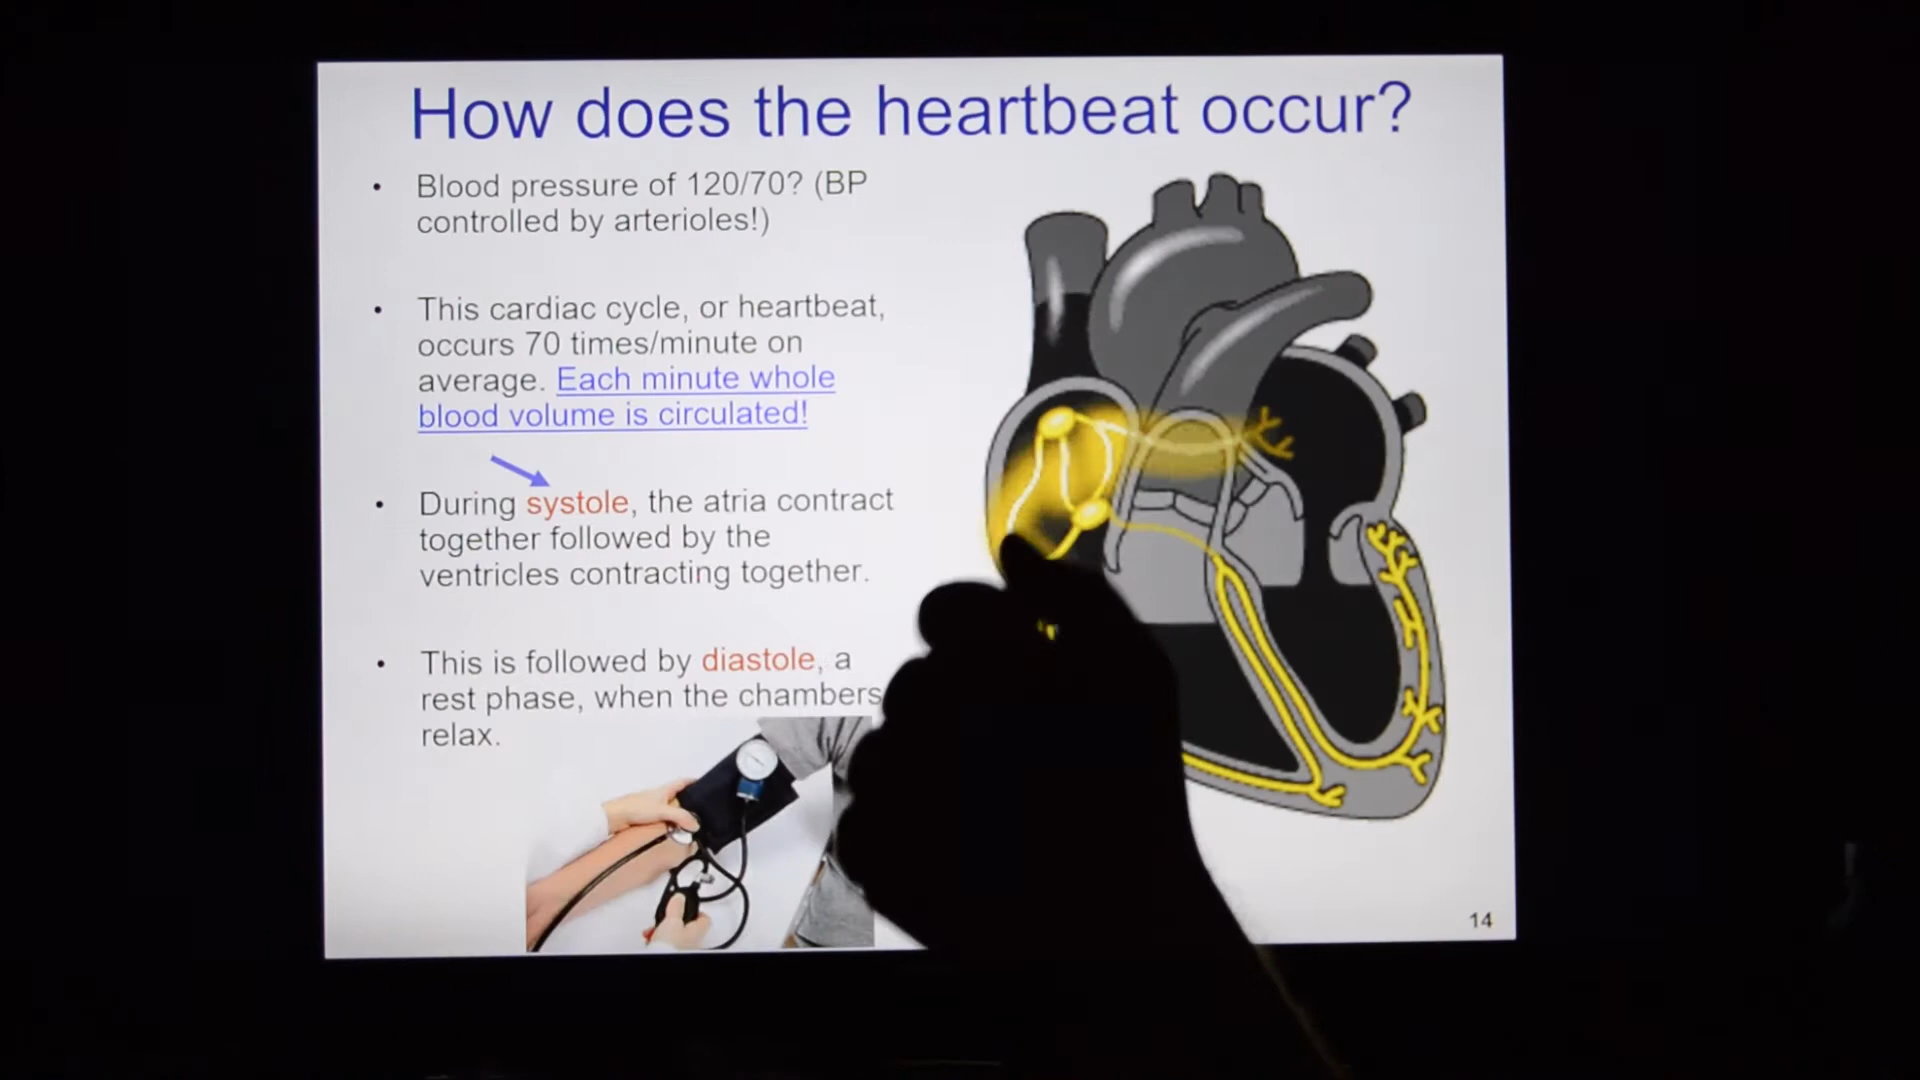 How does the heartbeat occur?
• Blood pressure of 120/70? (BP
controlled by arterioles!)
• This cardiac cycle, or heartbeat,
occurs 70 times/minute on
average. Each minute whole
blood volume is circulated!
• During systole, the atria contract
together followed by the
ventricles contracting together.
• This is followed by diastole, a
rest phase, when the chambers
relax.
14